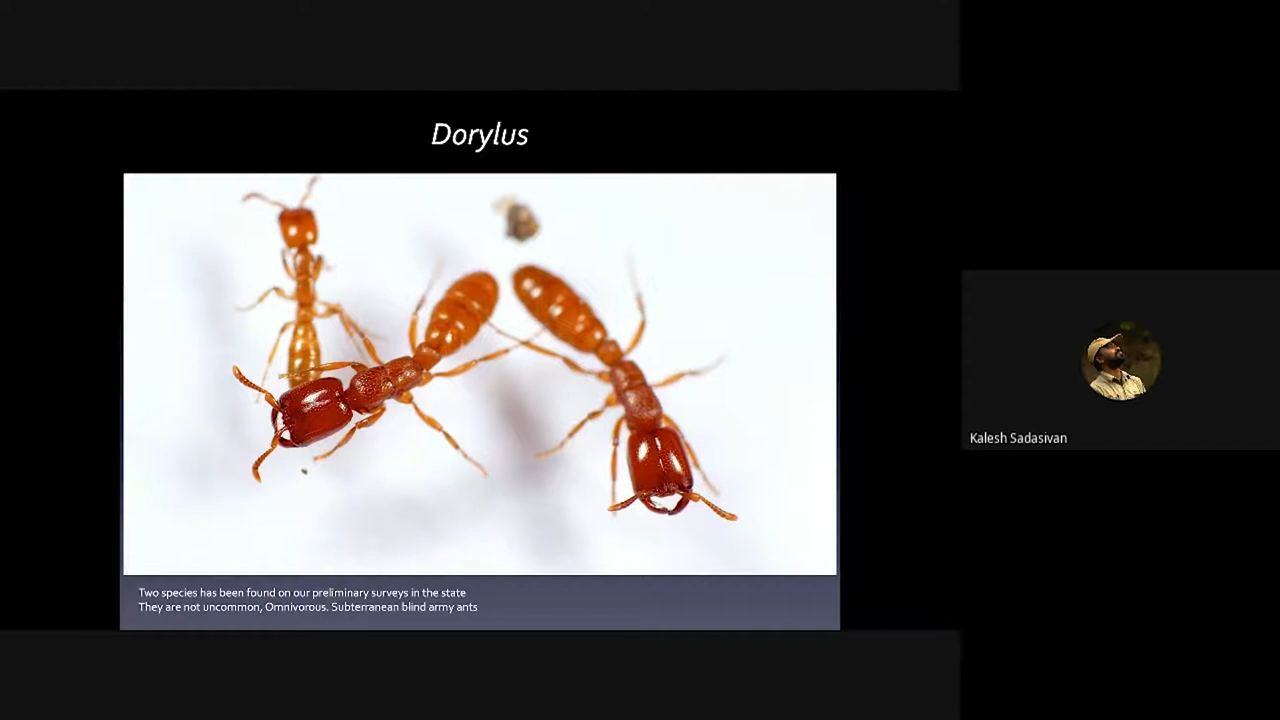 Dorylus
Two species has been found on our preliminary surveys in the state
They are not uncommon, Omnivorous. Subterranean blind army ants
Kalesh Sadasivan